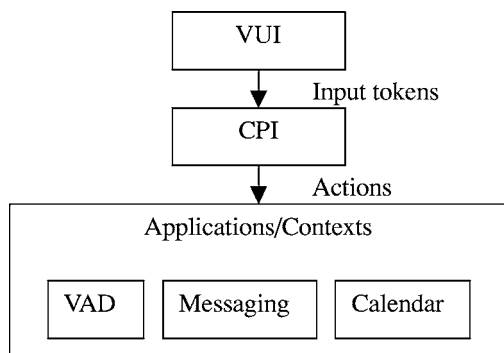 VUI
Input tokens
CPI
Actions
Applications/Contexts
VAD Messaging Calendar